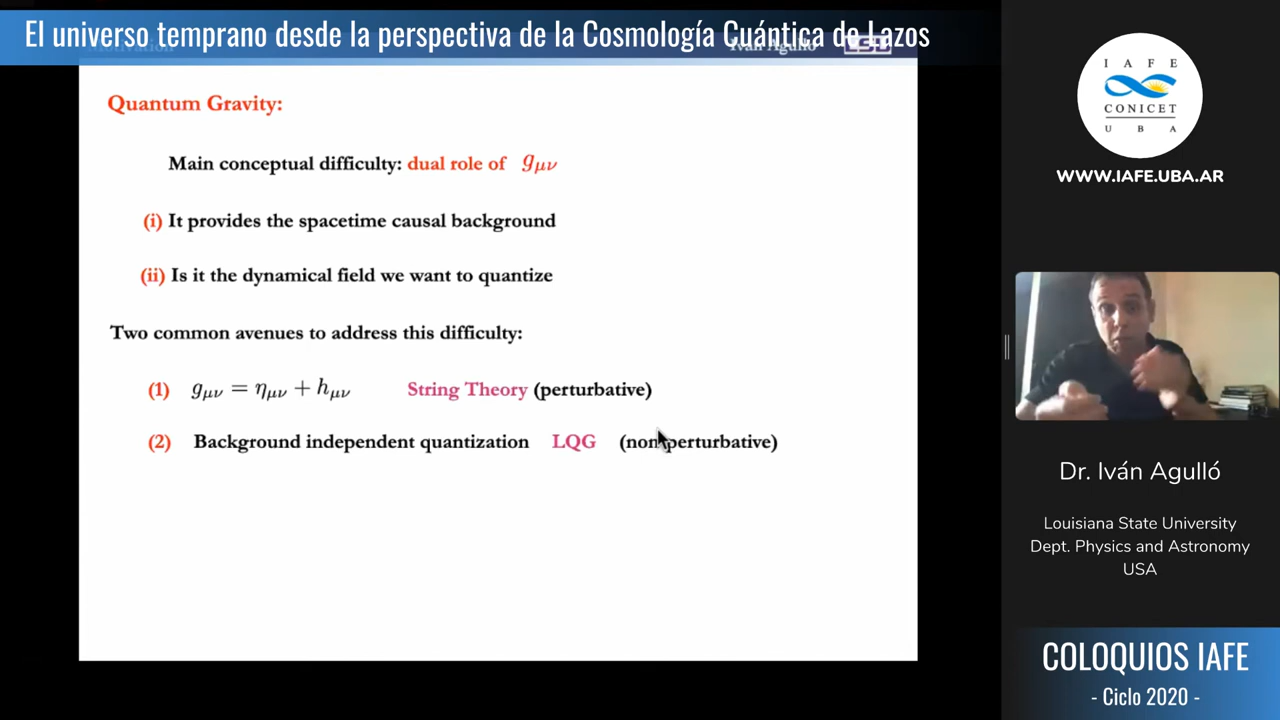 El universo temprano desde la perspectiva de la Cosmología Cuántica de Lazos
Motivation Iván Agulló LSU
Quantum Gravity:
Main conceptual difficulty: dual role of gμν
(i) It provides the spacetime causal background
(ii) Is it the dynamical field we want to quantize
Two common avenues to address this difficulty:
(1) gμν = ημν + hμν String Theory (perturbative)
(2) Background independent quantization LQG (non-perturbative)
IAFE
CONICET
UBA
WWW.IAFE.UBA.AR
Dr. Iván Agulló
Louisiana State University
Dept. Physics and Astronomy
USA
COLOQUIOS IAFE
- Ciclo 2020 -